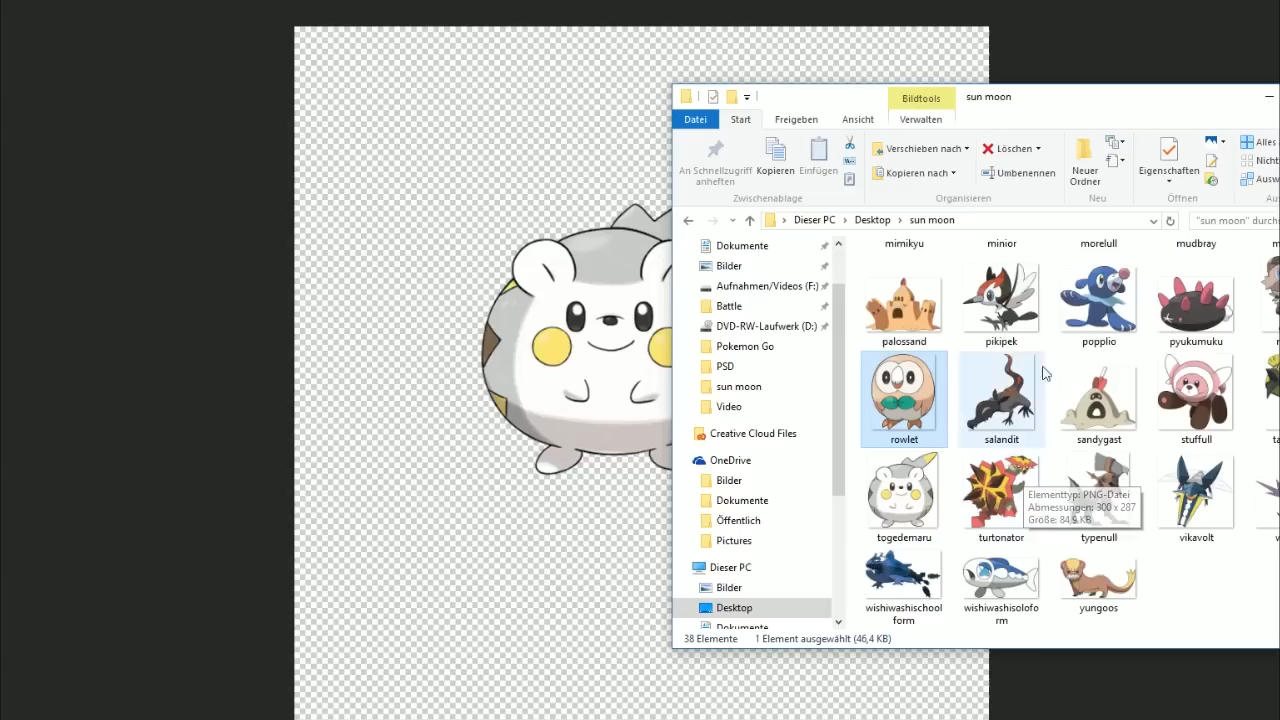 Bildtools
sun moon
Datei
Start
Freigeben
Ansicht
Verwalten
An Schnellzugriff
anheften
Kopieren
Einfügen
Verschieben nach
Kopieren nach
Löschen
Umbenennen
Neuer
Ordner
Eigenschaften
Alles
Nicht
Ausw
Zwischenablage
Organisieren
Neu
Öffnen
Au
Dieser PC
Desktop
sun moon
"sun moon" durch
Dokumente
Bilder
Aufnahmen/Videos (F:)
Battle
DVD-RW-Laufwerk (D:)
Pokemon Go
PSD
sun moon
Video
Creative Cloud Files
OneDrive
Bilder
Dokumente
Öffentlich
Pictures
Dieser PC
Bilder
Desktop
Dokumente
mimikyu
minior
morelull
mudbray
palossand
pikipek
popplio
pyukumuku
rowlet
salandit
sandygast
stuffull
ta
togedemaru
turtonator
typenull
vikavolt
Elementtyp: PNG-Datei
Abmessungen: 300 x 287
Größe: 84,9 KB
wishiwashischool
form
wishiwashisolofo
rm
yungoos
38 Elemente
1 Element ausgewählt (46,4 KB)